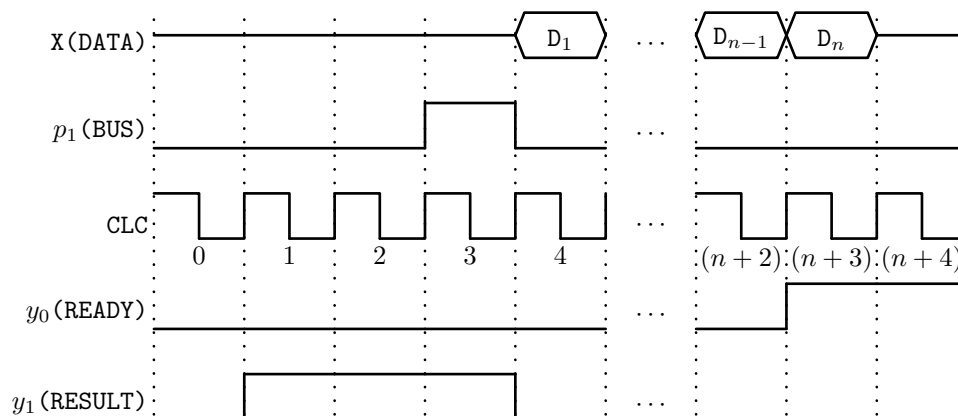 X(DATA) D₁ ... Dₙ₋₁ Dₙ
p₁(BUS) ...
CLC ...
0 1 2 3 4 (n + 2) (n + 3) (n + 4)
y₀(READY) ...
y₁(RESULT) ...